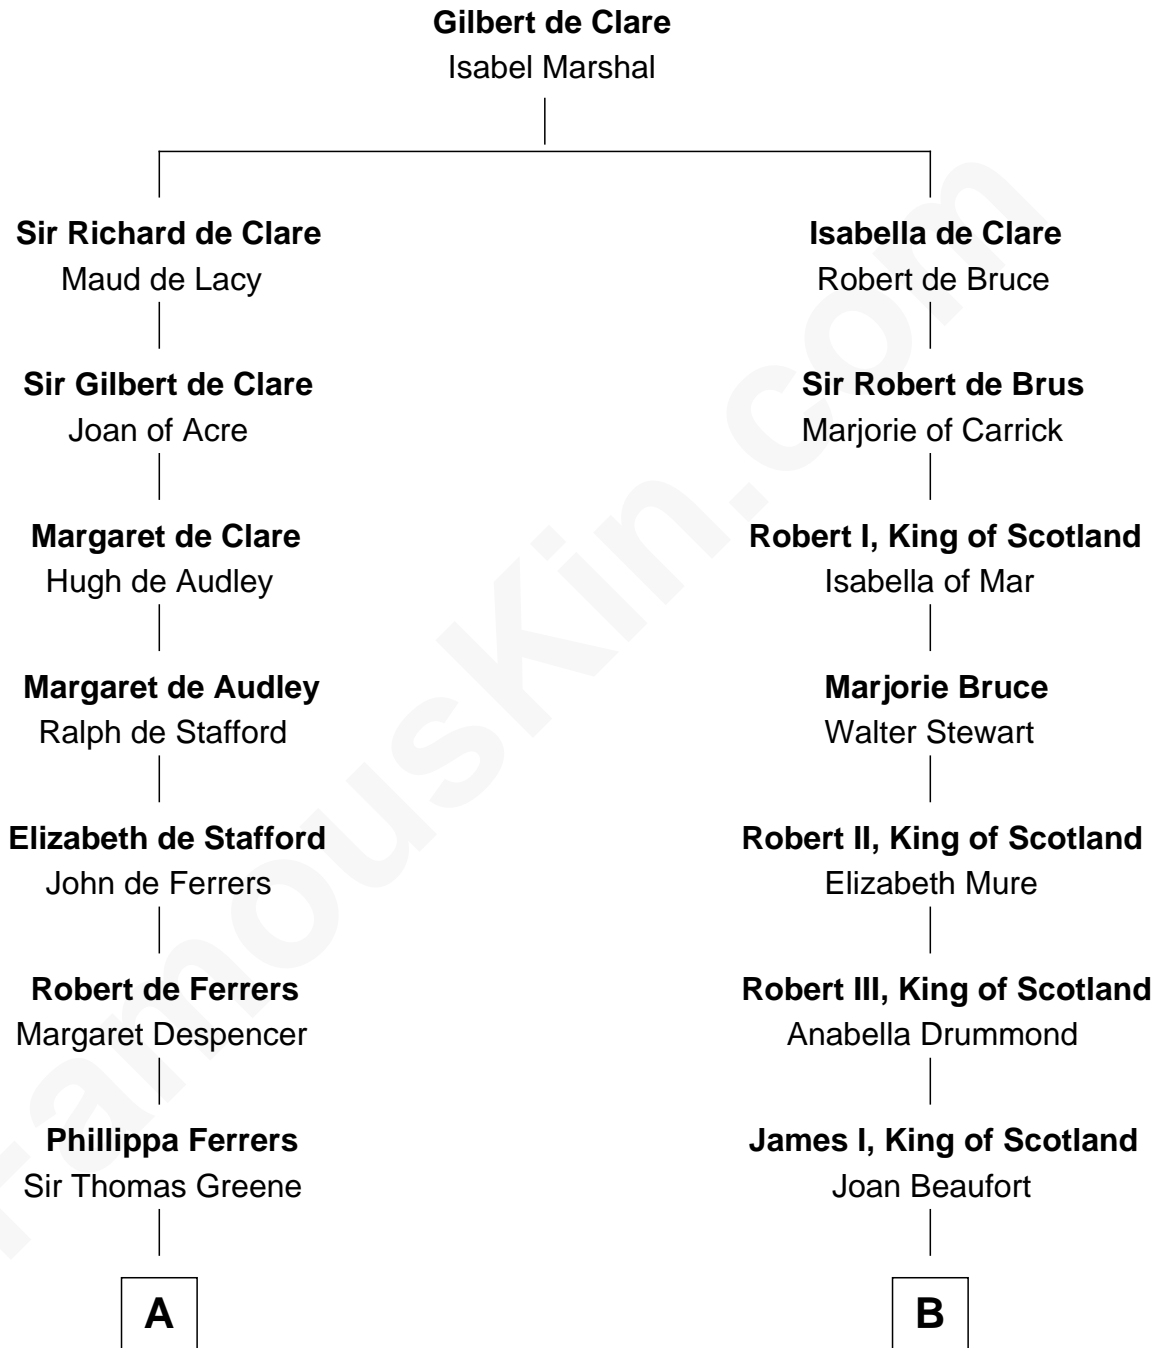 Gilbert de Clare
Isabel Marshal
Sir Richard de Clare
Maud de Lacy
Isabella de Clare
Robert de Bruce
Sir Gilbert de Clare
Joan of Acre
Sir Robert de Brus
Marjorie of Carrick
Margaret de Clare
Hugh de Audley
Robert I, King of Scotland
Isabella of Mar
Margaret de Audley
Ralph de Stafford
Marjorie Bruce
Walter Stewart
Elizabeth de Stafford
John de Ferrers
Robert II, King of Scotland
Elizabeth Mure
Robert de Ferrers
Margaret Despencer
Robert III, King of Scotland
Anabella Drummond
Phillippa Ferrers
Sir Thomas Greene
James I, King of Scotland
Joan Beaufort
A
B
FamousKin.com